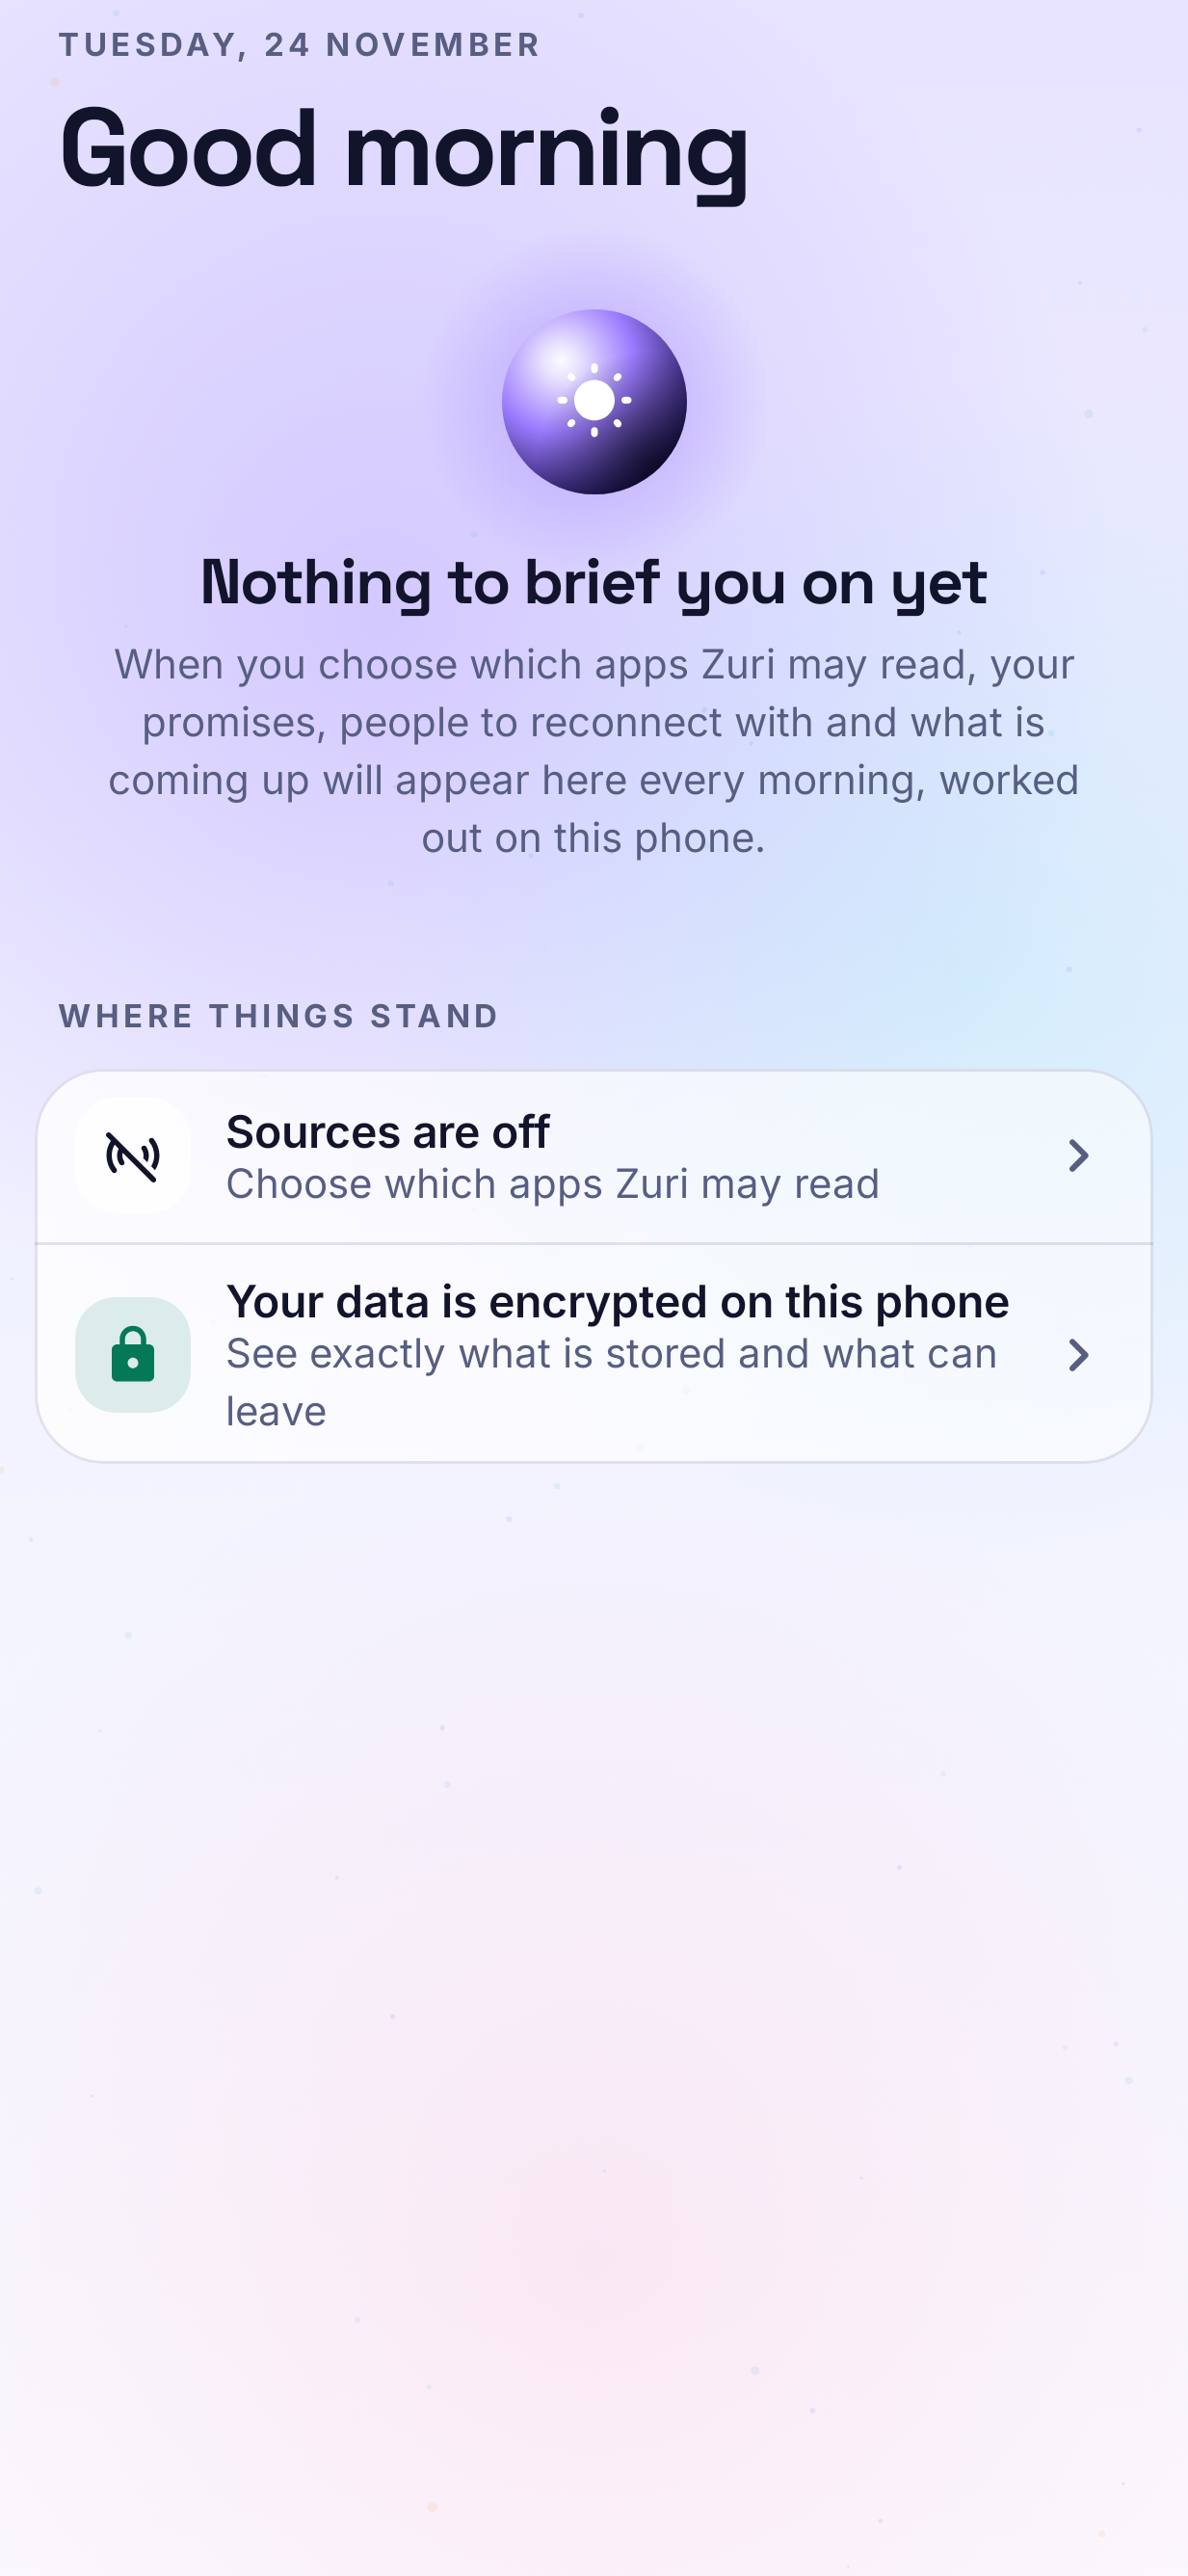 TUESDAY, 24 NOVEMBER
Good morning
Nothing to brief you on yet
When you choose which apps Zuri may read, your
promises, people to reconnect with and what is
coming up will appear here every morning, worked
out on this phone.
WHERE THINGS STAND
Sources are off
Choose which apps Zuri may read
Your data is encrypted on this phone
See exactly what is stored and what can
leave